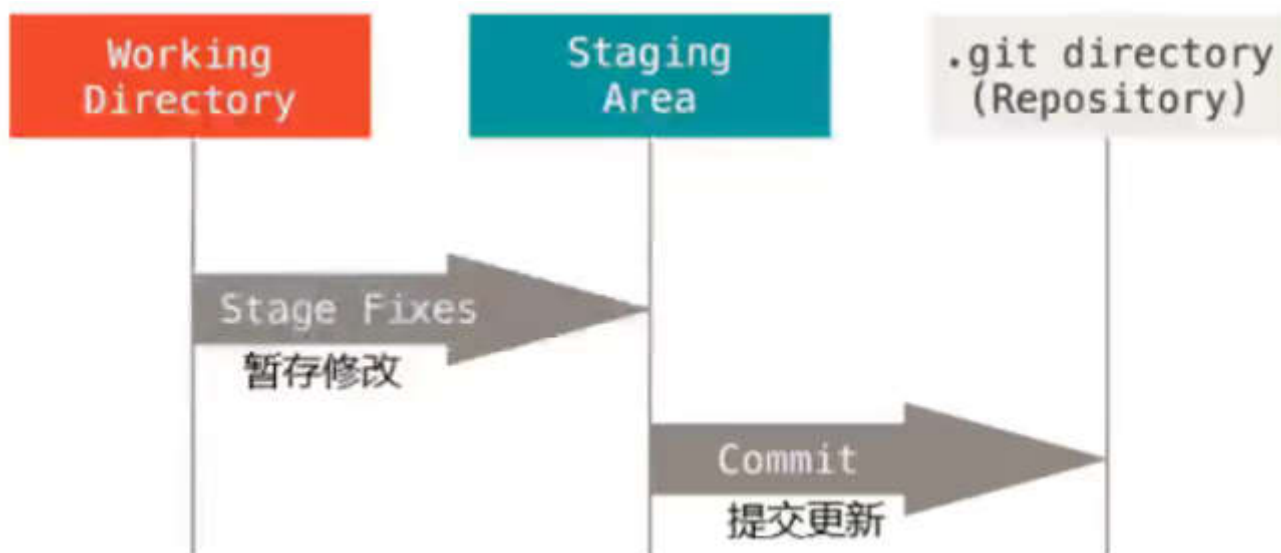 Working
Directory
Staging
Area
.git directory
(Repository)
Stage Fixes
暂存修改
Commit
提交更新